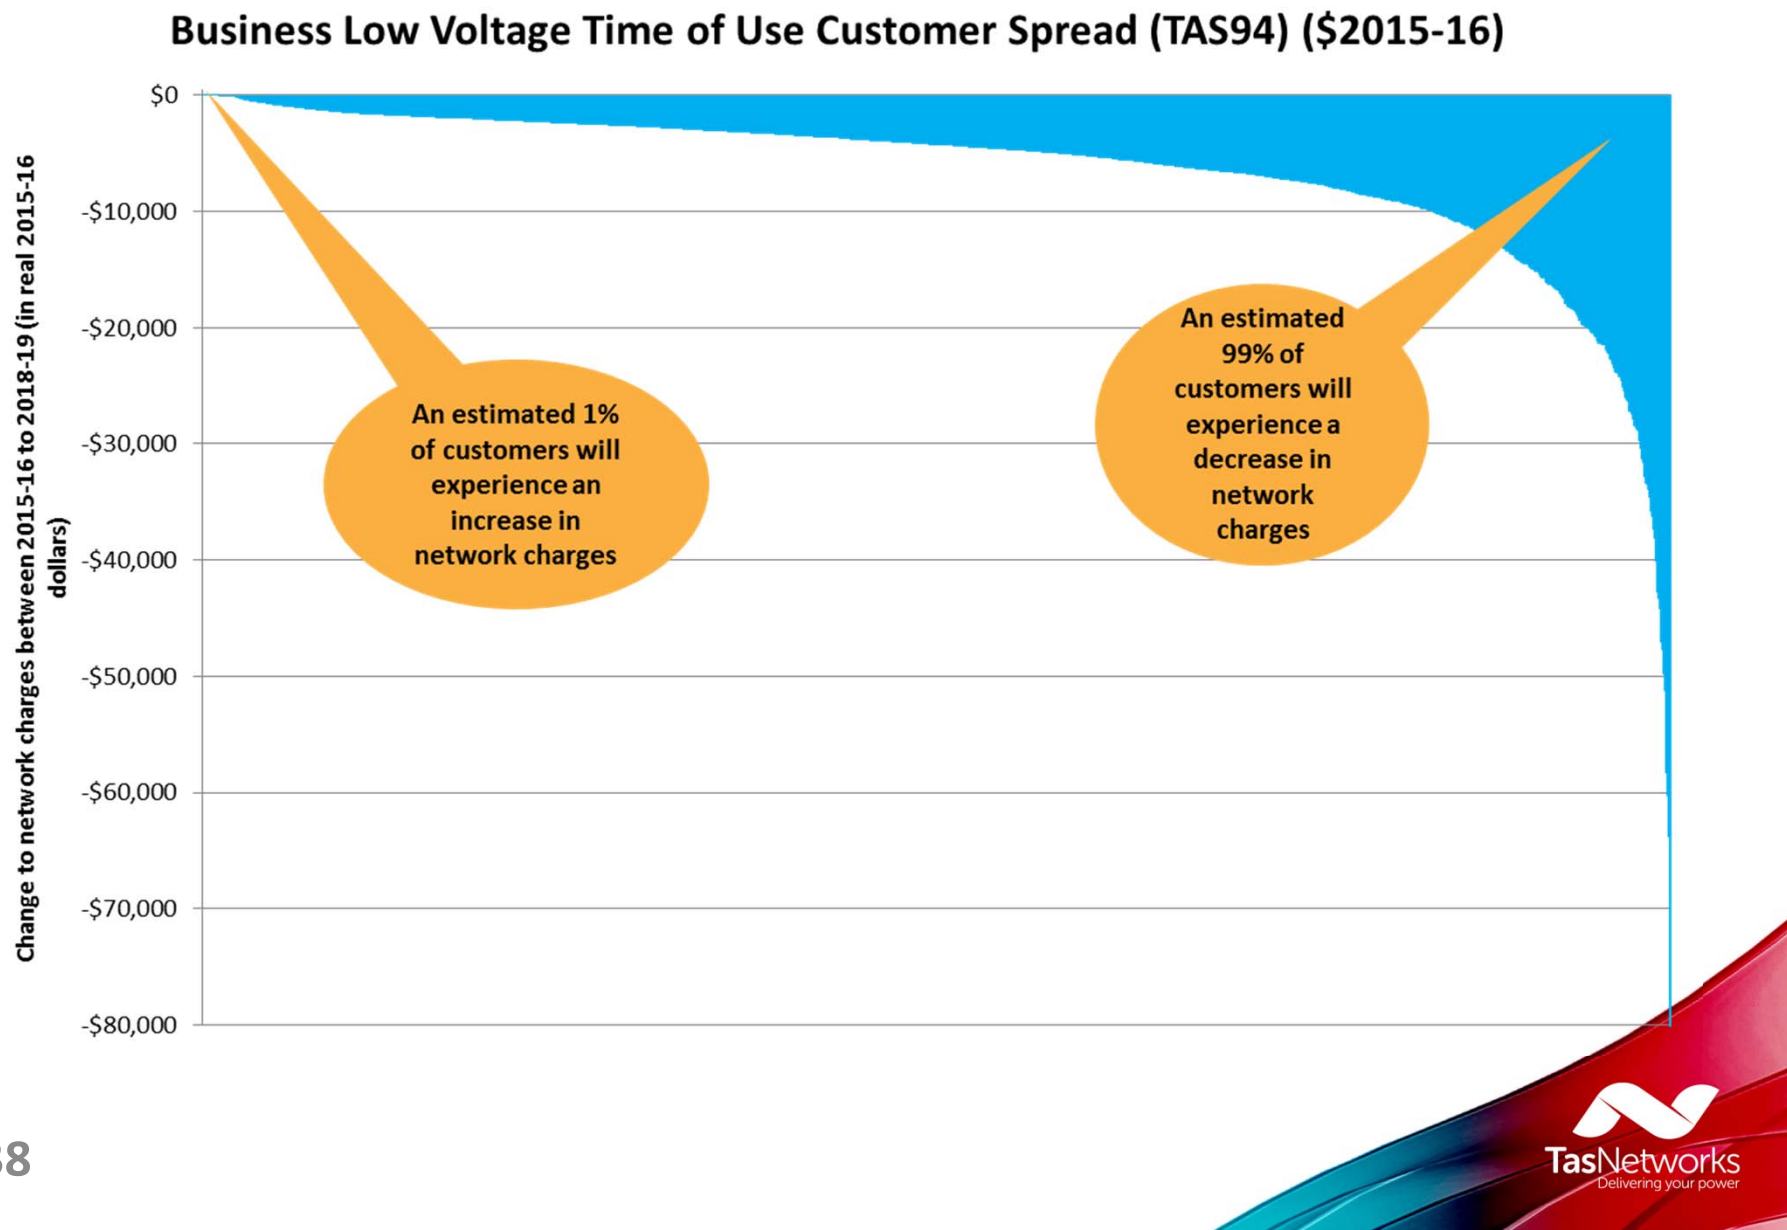 Business Low Voltage Time of Use Customer Spread (TAS94) ($2015-16)
Change to network charges between 2015-16 to 2018-19 (in real 2015-16
dollars)
$0
-$10,000
-$20,000
-$30,000
-$40,000
-$50,000
-$60,000
-$70,000
-$80,000
An estimated 1%
of customers will
experience an
increase in
network charges
An estimated
99% of
customers will
experience a
decrease in
network
charges
TasNetworks
Delivering your power